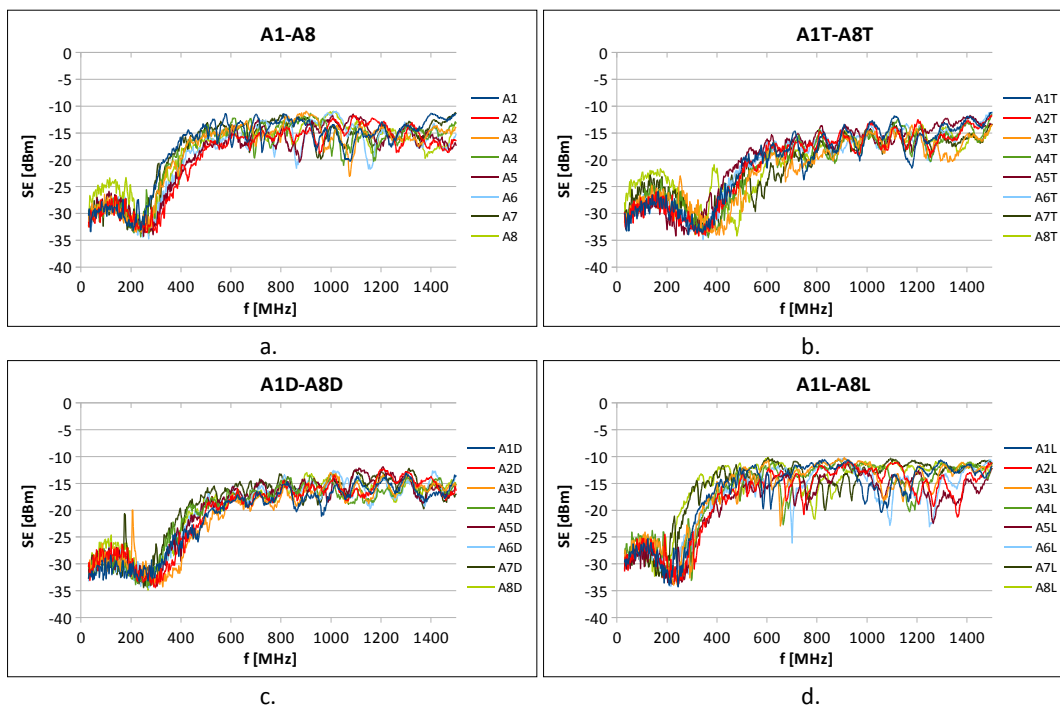 A1-A8
SE [dBm]
0
-5
-10
-15
-20
-25
-30
-35
-40
0 200 400 600 800 1000 1200 1400
f [MHz]
A1
A2
A3
A4
A5
A6
A7
A8
a.
A1T-A8T
SE [dBm]
0
-5
-10
-15
-20
-25
-30
-35
-40
0 200 400 600 800 1000 1200 1400
f [MHz]
A1T
A2T
A3T
A4T
A5T
A6T
A7T
A8T
b.
A1D-A8D
SE [dBm]
0
-5
-10
-15
-20
-25
-30
-35
-40
0 200 400 600 800 1000 1200 1400
f [MHz]
A1D
A2D
A3D
A4D
A5D
A6D
A7D
A8D
c.
A1L-A8L
SE [dBm]
0
-5
-10
-15
-20
-25
-30
-35
-40
0 200 400 600 800 1000 1200 1400
f [MHz]
A1L
A2L
A3L
A4L
A5L
A6L
A7L
A8L
d.